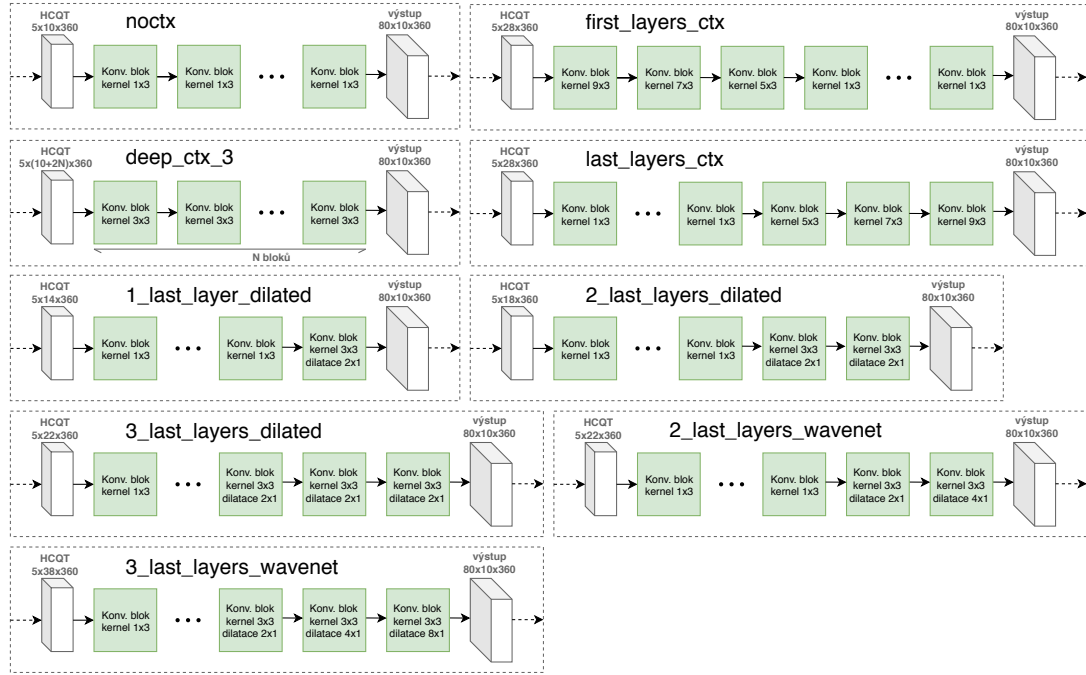 noctx
HCQT
5x10x360
Konv. blok
kernel 1x3
Konv. blok
kernel 1x3
Konv. blok
kernel 1x3
výstup
80x10x360
first_layers_ctx
HCQT
5x28x360
Konv. blok
kernel 9x3
Konv. blok
kernel 7x3
Konv. blok
kernel 5x3
Konv. blok
kernel 1x3
Konv. blok
kernel 1x3
výstup
80x10x360
deep_ctx_3
HCQT
5x(10+2N)x360
Konv. blok
kernel 3x3
Konv. blok
kernel 3x3
Konv. blok
kernel 3x3
N bloků
výstup
80x10x360
last_layers_ctx
HCQT
5x28x360
Konv. blok
kernel 1x3
Konv. blok
kernel 1x3
Konv. blok
kernel 5x3
Konv. blok
kernel 7x3
Konv. blok
kernel 9x3
výstup
80x10x360
1_last_layer_dilated
HCQT
5x14x360
Konv. blok
kernel 1x3
Konv. blok
kernel 1x3
Konv. blok
kernel 3x3
dilatace 2x1
výstup
80x10x360
2_last_layers_dilated
HCQT
5x18x360
Konv. blok
kernel 1x3
Konv. blok
kernel 1x3
Konv. blok
kernel 3x3
dilatace 2x1
Konv. blok
kernel 3x3
dilatace 2x1
výstup
80x10x360
3_last_layers_dilated
HCQT
5x22x360
Konv. blok
kernel 1x3
Konv. blok
kernel 3x3
dilatace 2x1
Konv. blok
kernel 3x3
dilatace 2x1
Konv. blok
kernel 3x3
dilatace 2x1
výstup
80x10x360
2_last_layers_wavenet
HCQT
5x22x360
Konv. blok
kernel 1x3
Konv. blok
kernel 1x3
Konv. blok
kernel 3x3
dilatace 2x1
Konv. blok
kernel 3x3
dilatace 4x1
výstup
80x10x360
3_last_layers_wavenet
HCQT
5x38x360
Konv. blok
kernel 1x3
Konv. blok
kernel 3x3
dilatace 2x1
Konv. blok
kernel 3x3
dilatace 4x1
Konv. blok
kernel 3x3
dilatace 8x1
výstup
80x10x360